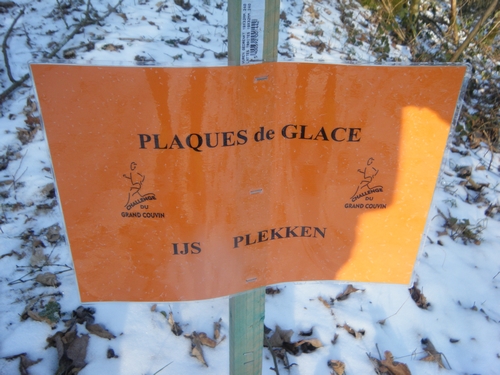 PLAQUES de GLACE
CHALLENGE
DU
GRAND COUVIN
CHALLENGE
DU
GRAND COUVIN
IJS PLEKKEN